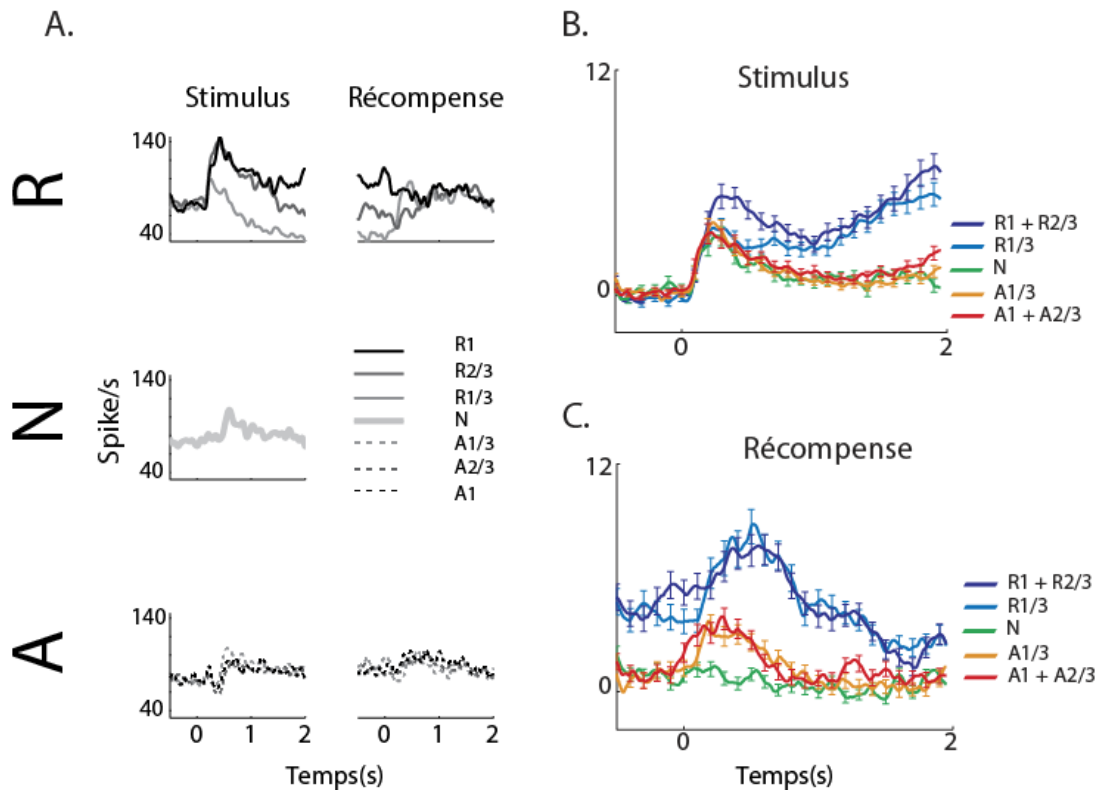 A.
Stimulus
Récompense
R
140
40
N
Spike/s
140
40
R1
R2/3
R1/3
N
A1/3
A2/3
A1
A
140
40
0
1
2
0
1
2
Temps(s)
B.
Stimulus
12
0
0
2
R1 + R2/3
R1/3
N
A1/3
A1 + A2/3
C.
Récompense
12
0
0
2
Temps(s)
R1 + R2/3
R1/3
N
A1/3
A1 + A2/3